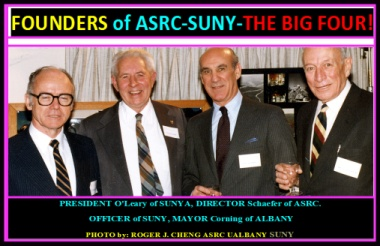 FOUNDERS of ASRC-SUNY-THE BIG FOUR!
PRESIDENT O'Leary of SUNYA, DIRECTOR Schaefer of ASRC.
OFFICER of SUNY, MAYOR Corning of ALBANY
PHOTO by: ROGER J. CHENG ASRC UALBANY SUNY